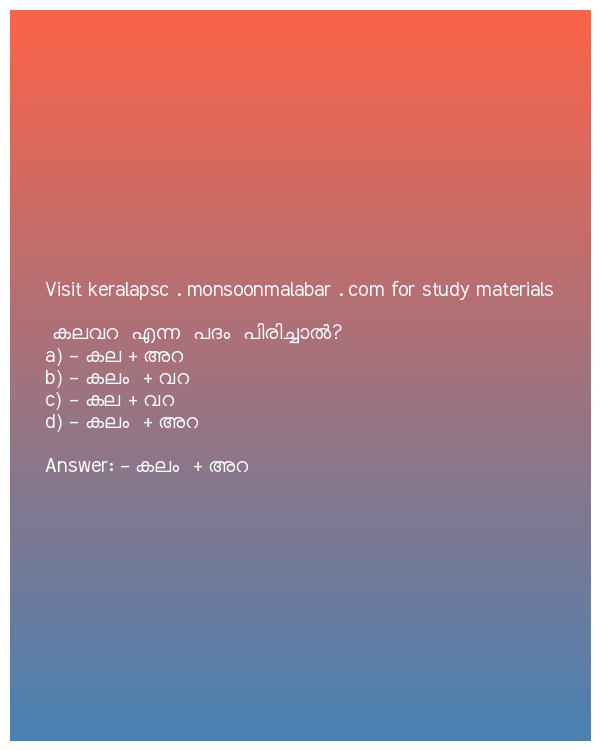 Visit keralapsc . monsoonmalabar . com for study materials
കലവറ എന്ന പദം പിരിച്ചാൽ?
a) - കല + അറ
b) - കലം + വറ
c) - കല + വറ
d) - കലം + അറ
Answer: - കലം + അറ